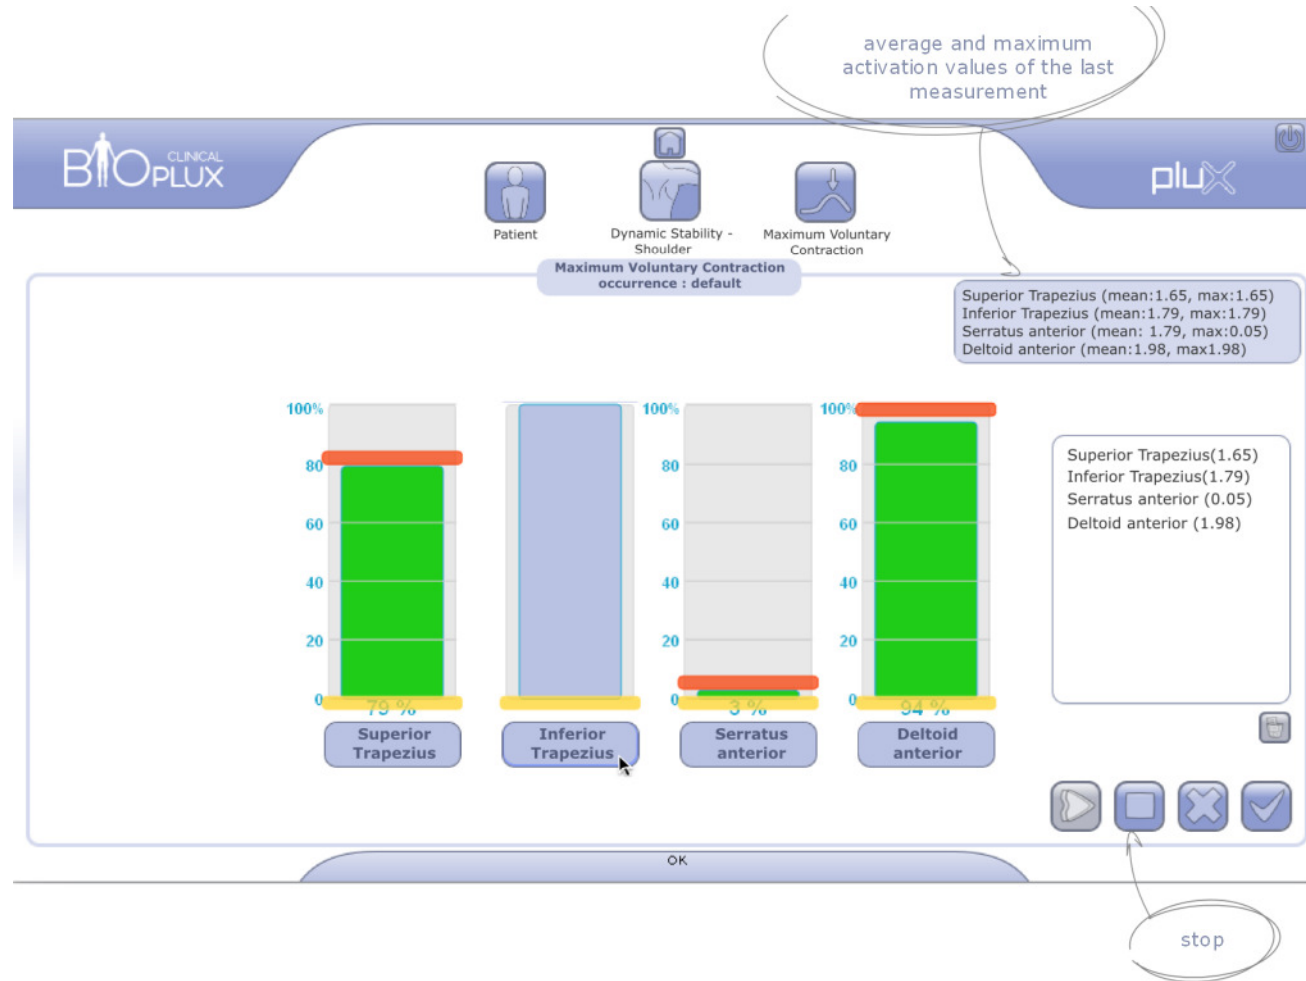 average and maximum
activation values of the last
measurement
BIOPLUX
CLINICAL
plux
Patient
Dynamic Stability -
Shoulder
Maximum Voluntary
Contraction
Maximum Voluntary Contraction
occurrence : default
Superior Trapezius (mean:1.65, max:1.65)
Inferior Trapezius (mean:1.79, max:1.79)
Serratus anterior (mean: 1.79, max:0.05)
Deltoid anterior (mean:1.98, max1.98)
100%
80
60
40
20
0
79 %
Superior
Trapezius
Inferior
Trapezius
100%
80
60
40
20
0
3 %
Serratus
anterior
100%
80
60
40
20
0
94 %
Deltoid
anterior
Superior Trapezius(1.65)
Inferior Trapezius(1.79)
Serratus anterior (0.05)
Deltoid anterior (1.98)
OK
stop